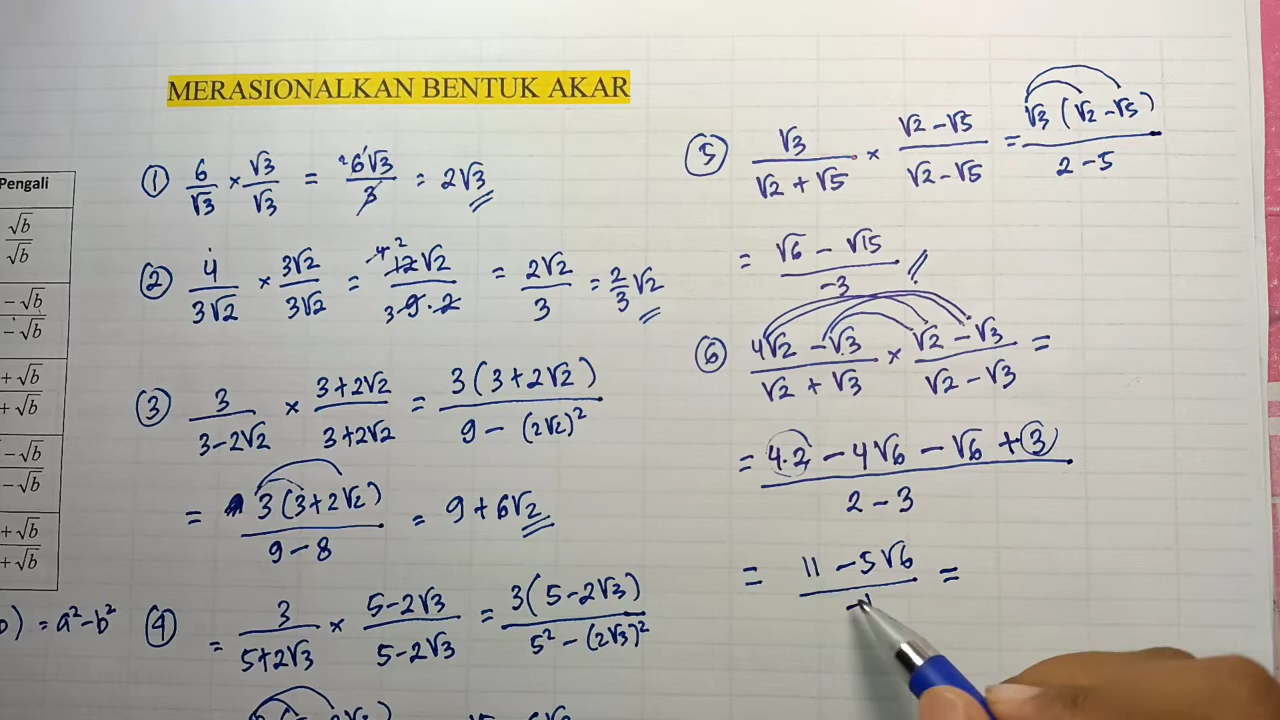 MERASIONALKAN BENTUK AKAR
Pengali
√b
√b
− √b
− √b
+ √b
+ √b
− √b
− √b
+ √b
+ √b
) = a² − b²
① 6/√3 × √3/√3 = 6√3/3 = 2√3
② 4/3√2 × 3√2/3√2 = 12√2/9·2 = 2√2/3 = 2/3 √2
③ 3/3−2√2 × 3+2√2/3+2√2 = 3(3+2√2)/9 − (2√2)²
= 3(3+2√2)/9−8 = 9+6√2
④ = 3/5+2√3 × 5−2√3/5−2√3 = 3(5−2√3)/5² − (2√3)²
⑤ √3/√2+√5 × √2−√5/√2−√5 = √3(√2−√5)/2−5
= √6 − √15/−3
⑥ 4√2 − √3/√2 + √3 × √2 − √3/√2 − √3 =
= 4.2 − 4√6 − √6 + 3/2−3
= 11 − 5√6/−1 =